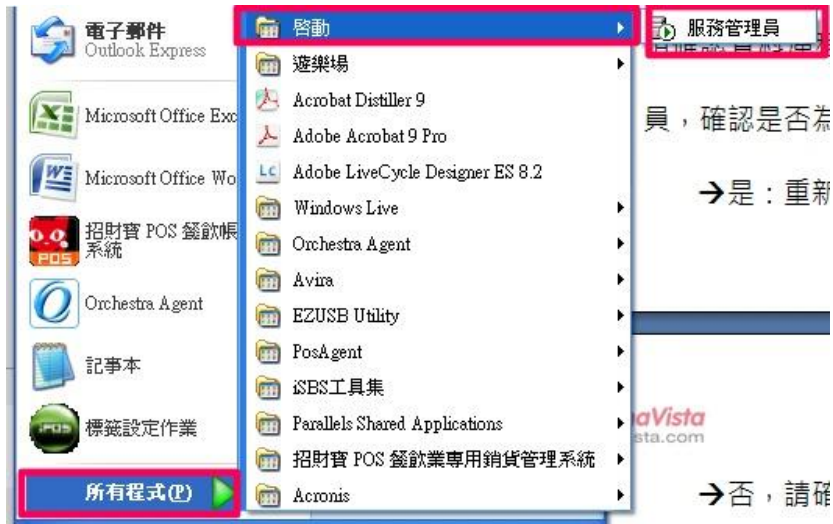 電子郵件
Outlook Express
Microsoft Office Exc
Microsoft Office Wo
招財寶 POS 餐飲帳
系統
POS
Orchestra Agent
記事本
iPOS
標籤設定作業
所有程式(P)
啓動
遊樂場
Acrobat Distiller 9
Adobe Acrobat 9 Pro
LC
Adobe LiveCycle Designer ES 8.2
Windows Live
Orchestra Agent
Avira
EZUSB Utility
PosAgent
iSBS工具集
Parallels Shared Applications
招財寶 POS 餐飲業專用銷貨管理系統
Acronis
服務管理員
員，確認是否為
→是：重新
aVista
sta.com
→否，請確